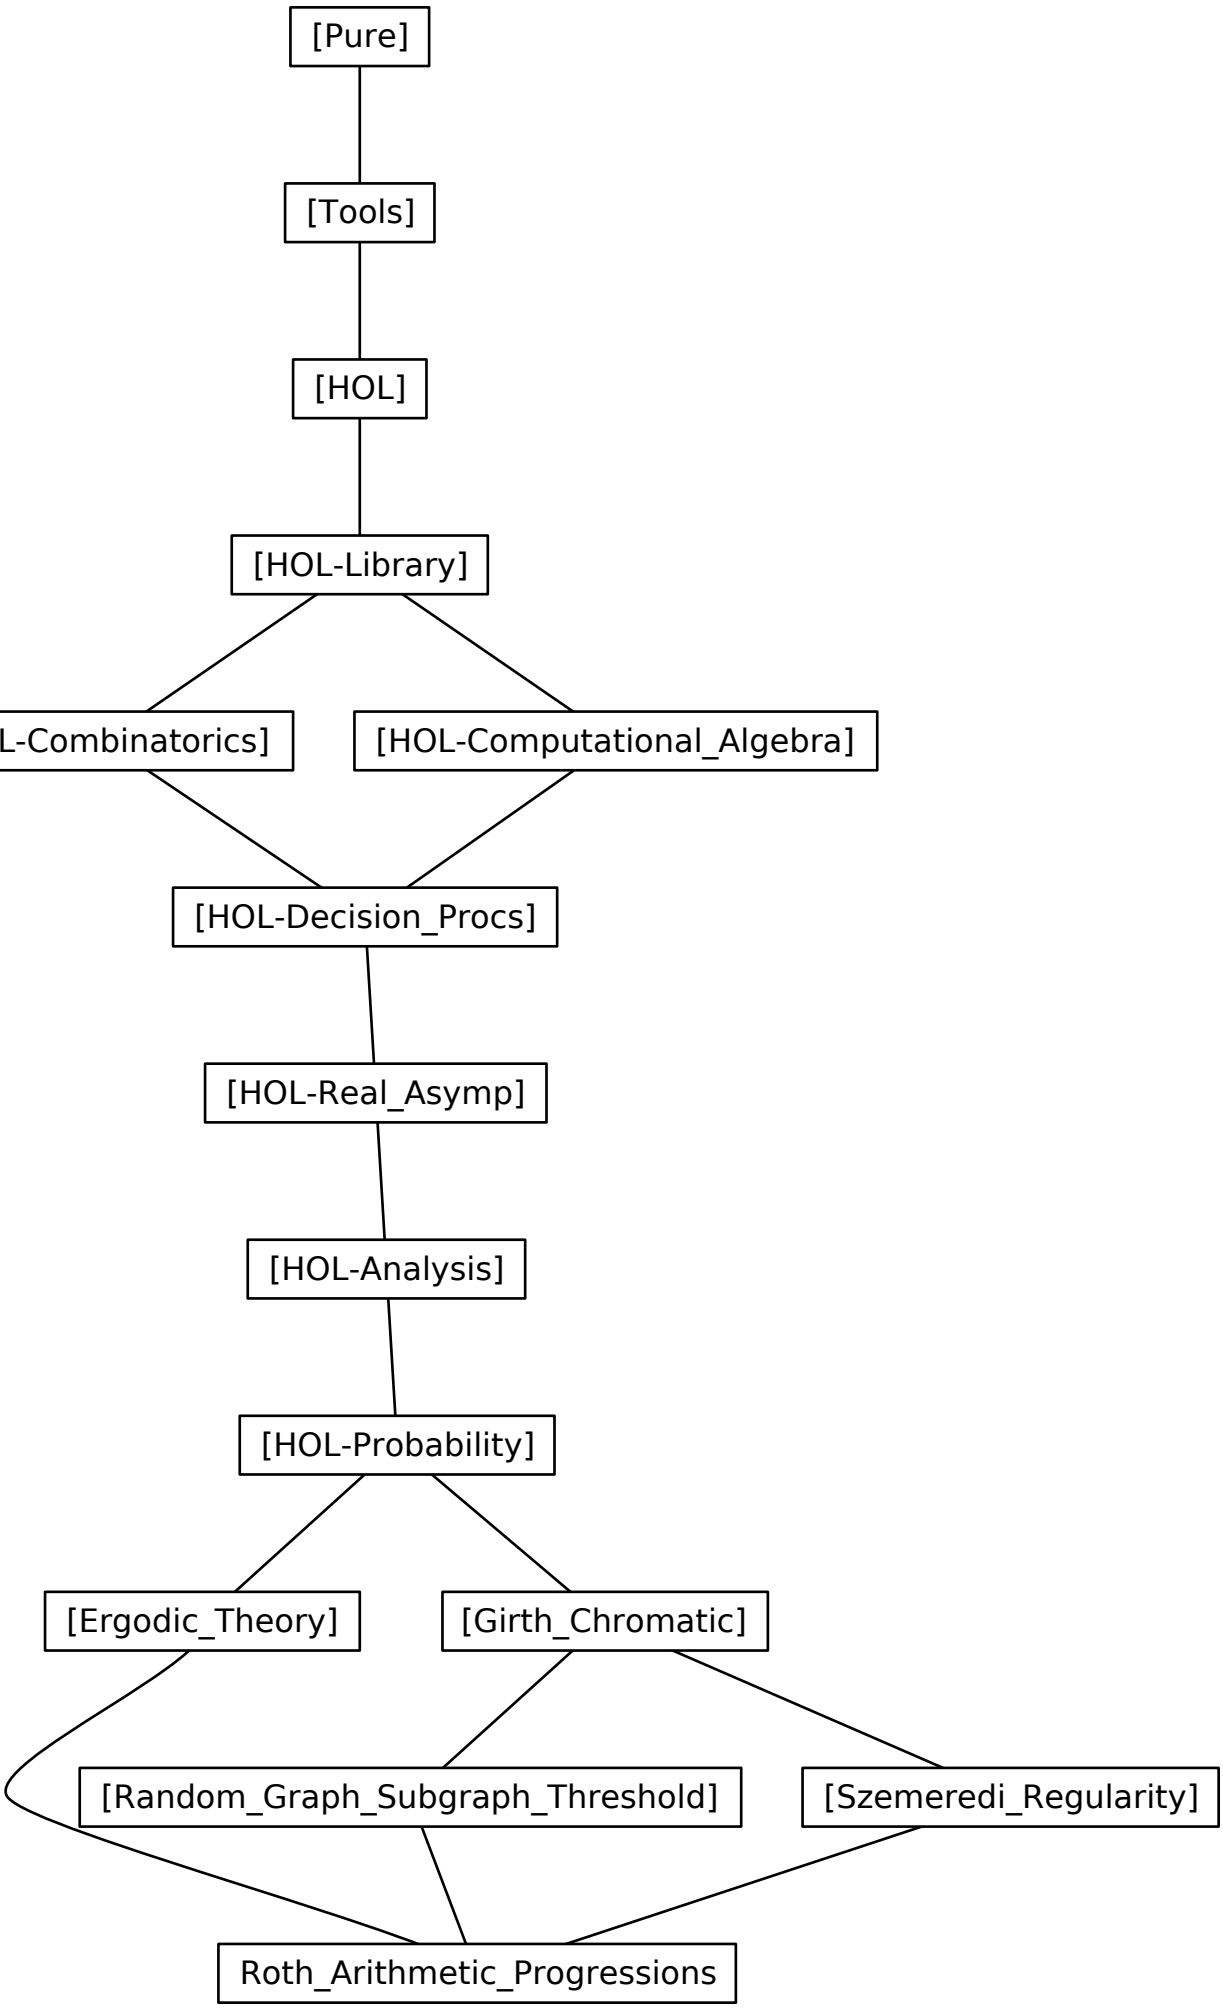 [Pure]
[Tools]
[HOL]
[HOL-Library]
L-Combinatorics] [HOL-Computational_Algebra]
[HOL-Decision_Procs]
[HOL-Real_Asymp]
[HOL-Analysis]
[HOL-Probability]
[Ergodic_Theory] [Girth_Chromatic]
[Random_Graph_Subgraph_Threshold] [Szemeredi_Regularity]
Roth_Arithmetic_Progressions